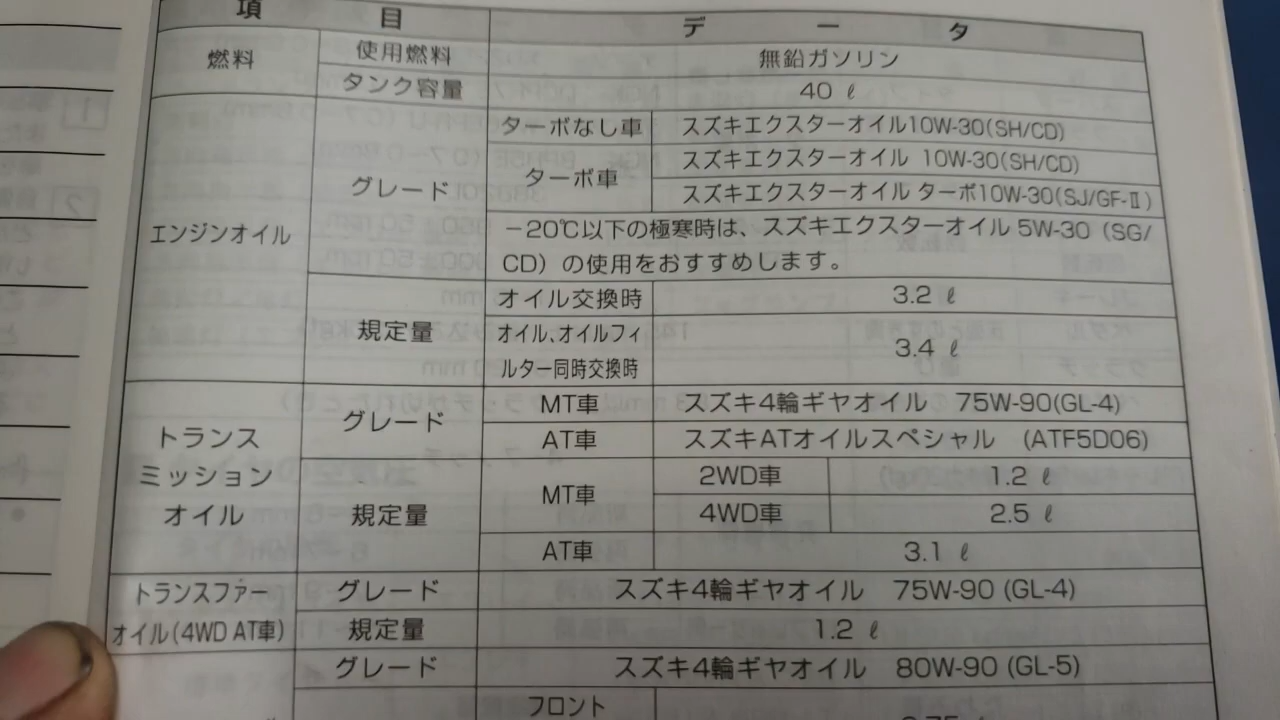 項 目 デ ー タ
燃料 使用燃料 無鉛ガソリン
タンク容量 40 ℓ
エンジンオイル グレード ターボなし車 スズキエクスターオイル10W-30(SH/CD)
ターボ車 スズキエクスターオイル 10W-30(SH/CD)
スズキエクスターオイル ターボ10W-30(SJ/GF-Ⅱ)
−20℃以下の極寒時は、スズキエクスターオイル 5W-30（SG/
CD）の使用をおすすめします。
規定量 オイル交換時 3.2 ℓ
オイル、オイルフィ
ルター同時交換時 3.4 ℓ
トランス
ミッション
オイル グレード MT車 スズキ4輪ギヤオイル 75W-90(GL-4)
AT車 スズキATオイルスペシャル (ATF5D06)
規定量 MT車 2WD車 1.2 ℓ
4WD車 2.5 ℓ
AT車 3.1 ℓ
トランスファー
オイル(4WD AT車) グレード スズキ4輪ギヤオイル 75W-90 (GL-4)
規定量 1.2 ℓ
グレード スズキ4輪ギヤオイル 80W-90 (GL-5)
フロント